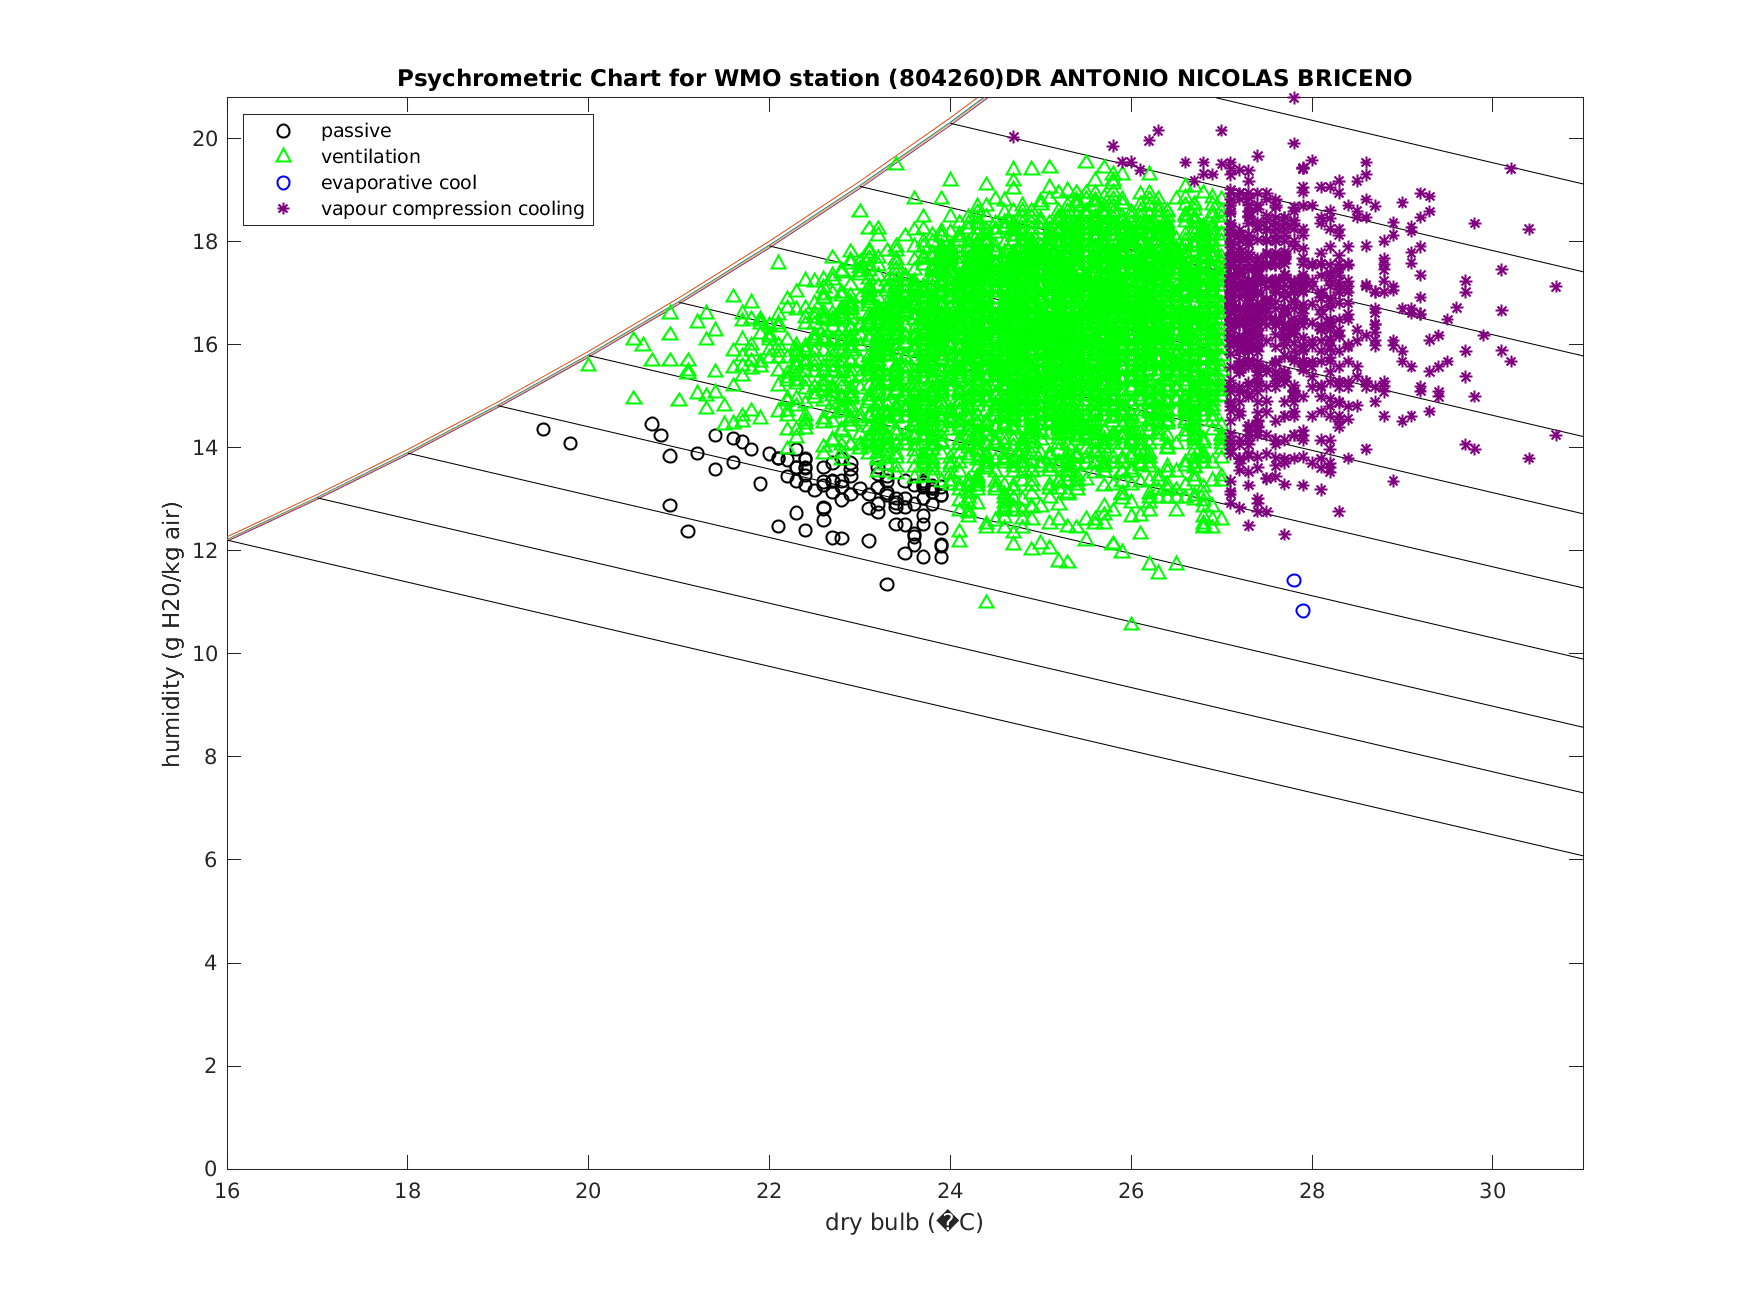 Psychrometric Chart for WMO station (804260)DR ANTONIO NICOLAS BRICENO
passive
ventilation
evaporative cool
vapour compression cooling
humidity (g H20/kg air)
20
18
16
14
12
10
8
6
4
2
0
16 18 20 22 24 26 28 30
dry bulb (�C)